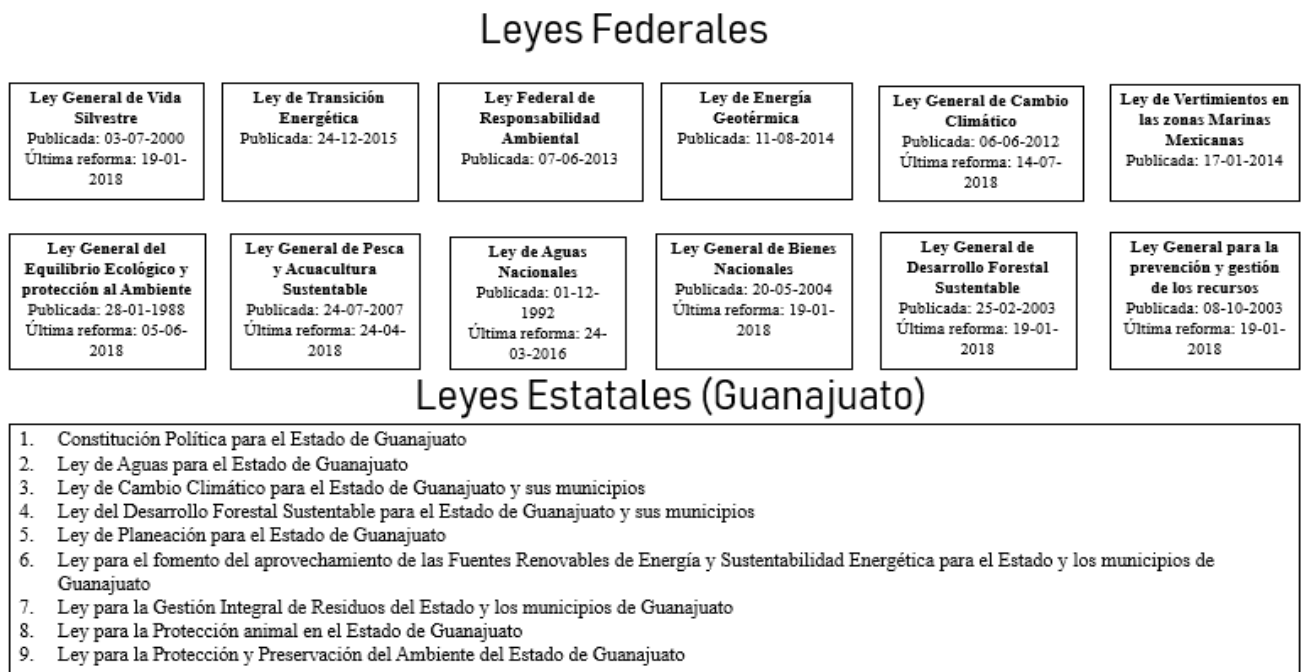 Leyes Federales
Ley General de Vida
Silvestre
Publicada: 03-07-2000
Última reforma: 19-01-
2018
Ley de Transición
Energética
Publicada: 24-12-2015
Ley Federal de
Responsabilidad
Ambiental
Publicada: 07-06-2013
Ley de Energía
Geotérmica
Publicada: 11-08-2014
Ley General de Cambio
Climático
Publicada: 06-06-2012
Última reforma: 14-07-
2018
Ley de Vertimientos en
las zonas Marinas
Mexicanas
Publicada: 17-01-2014
Ley General del
Equilibrio Ecológico y
protección al Ambiente
Publicada: 28-01-1988
Última reforma: 05-06-
2018
Ley General de Pesca
y Acuacultura
Sustentable
Publicada: 24-07-2007
Última reforma: 24-04-
2018
Ley de Aguas
Nacionales
Publicada: 01-12-
1992
Última reforma: 24-
03-2016
Ley General de Bienes
Nacionales
Publicada: 20-05-2004
Última reforma: 19-01-
2018
Ley General de
Desarrollo Forestal
Sustentable
Publicada: 25-02-2003
Última reforma: 19-01-
2018
Ley General para la
prevención y gestión
de los recursos
Publicada: 08-10-2003
Última reforma: 19-01-
2018
Leyes Estatales (Guanajuato)
1. Constitución Política para el Estado de Guanajuato
2. Ley de Aguas para el Estado de Guanajuato
3. Ley de Cambio Climático para el Estado de Guanajuato y sus municipios
4. Ley del Desarrollo Forestal Sustentable para el Estado de Guanajuato y sus municipios
5. Ley de Planeación para el Estado de Guanajuato
6. Ley para el fomento del aprovechamiento de las Fuentes Renovables de Energía y Sustentabilidad Energética para el Estado y los municipios de
Guanajuato
7. Ley para la Gestión Integral de Residuos del Estado y los municipios de Guanajuato
8. Ley para la Protección animal en el Estado de Guanajuato
9. Ley para la Protección y Preservación del Ambiente del Estado de Guanajuato